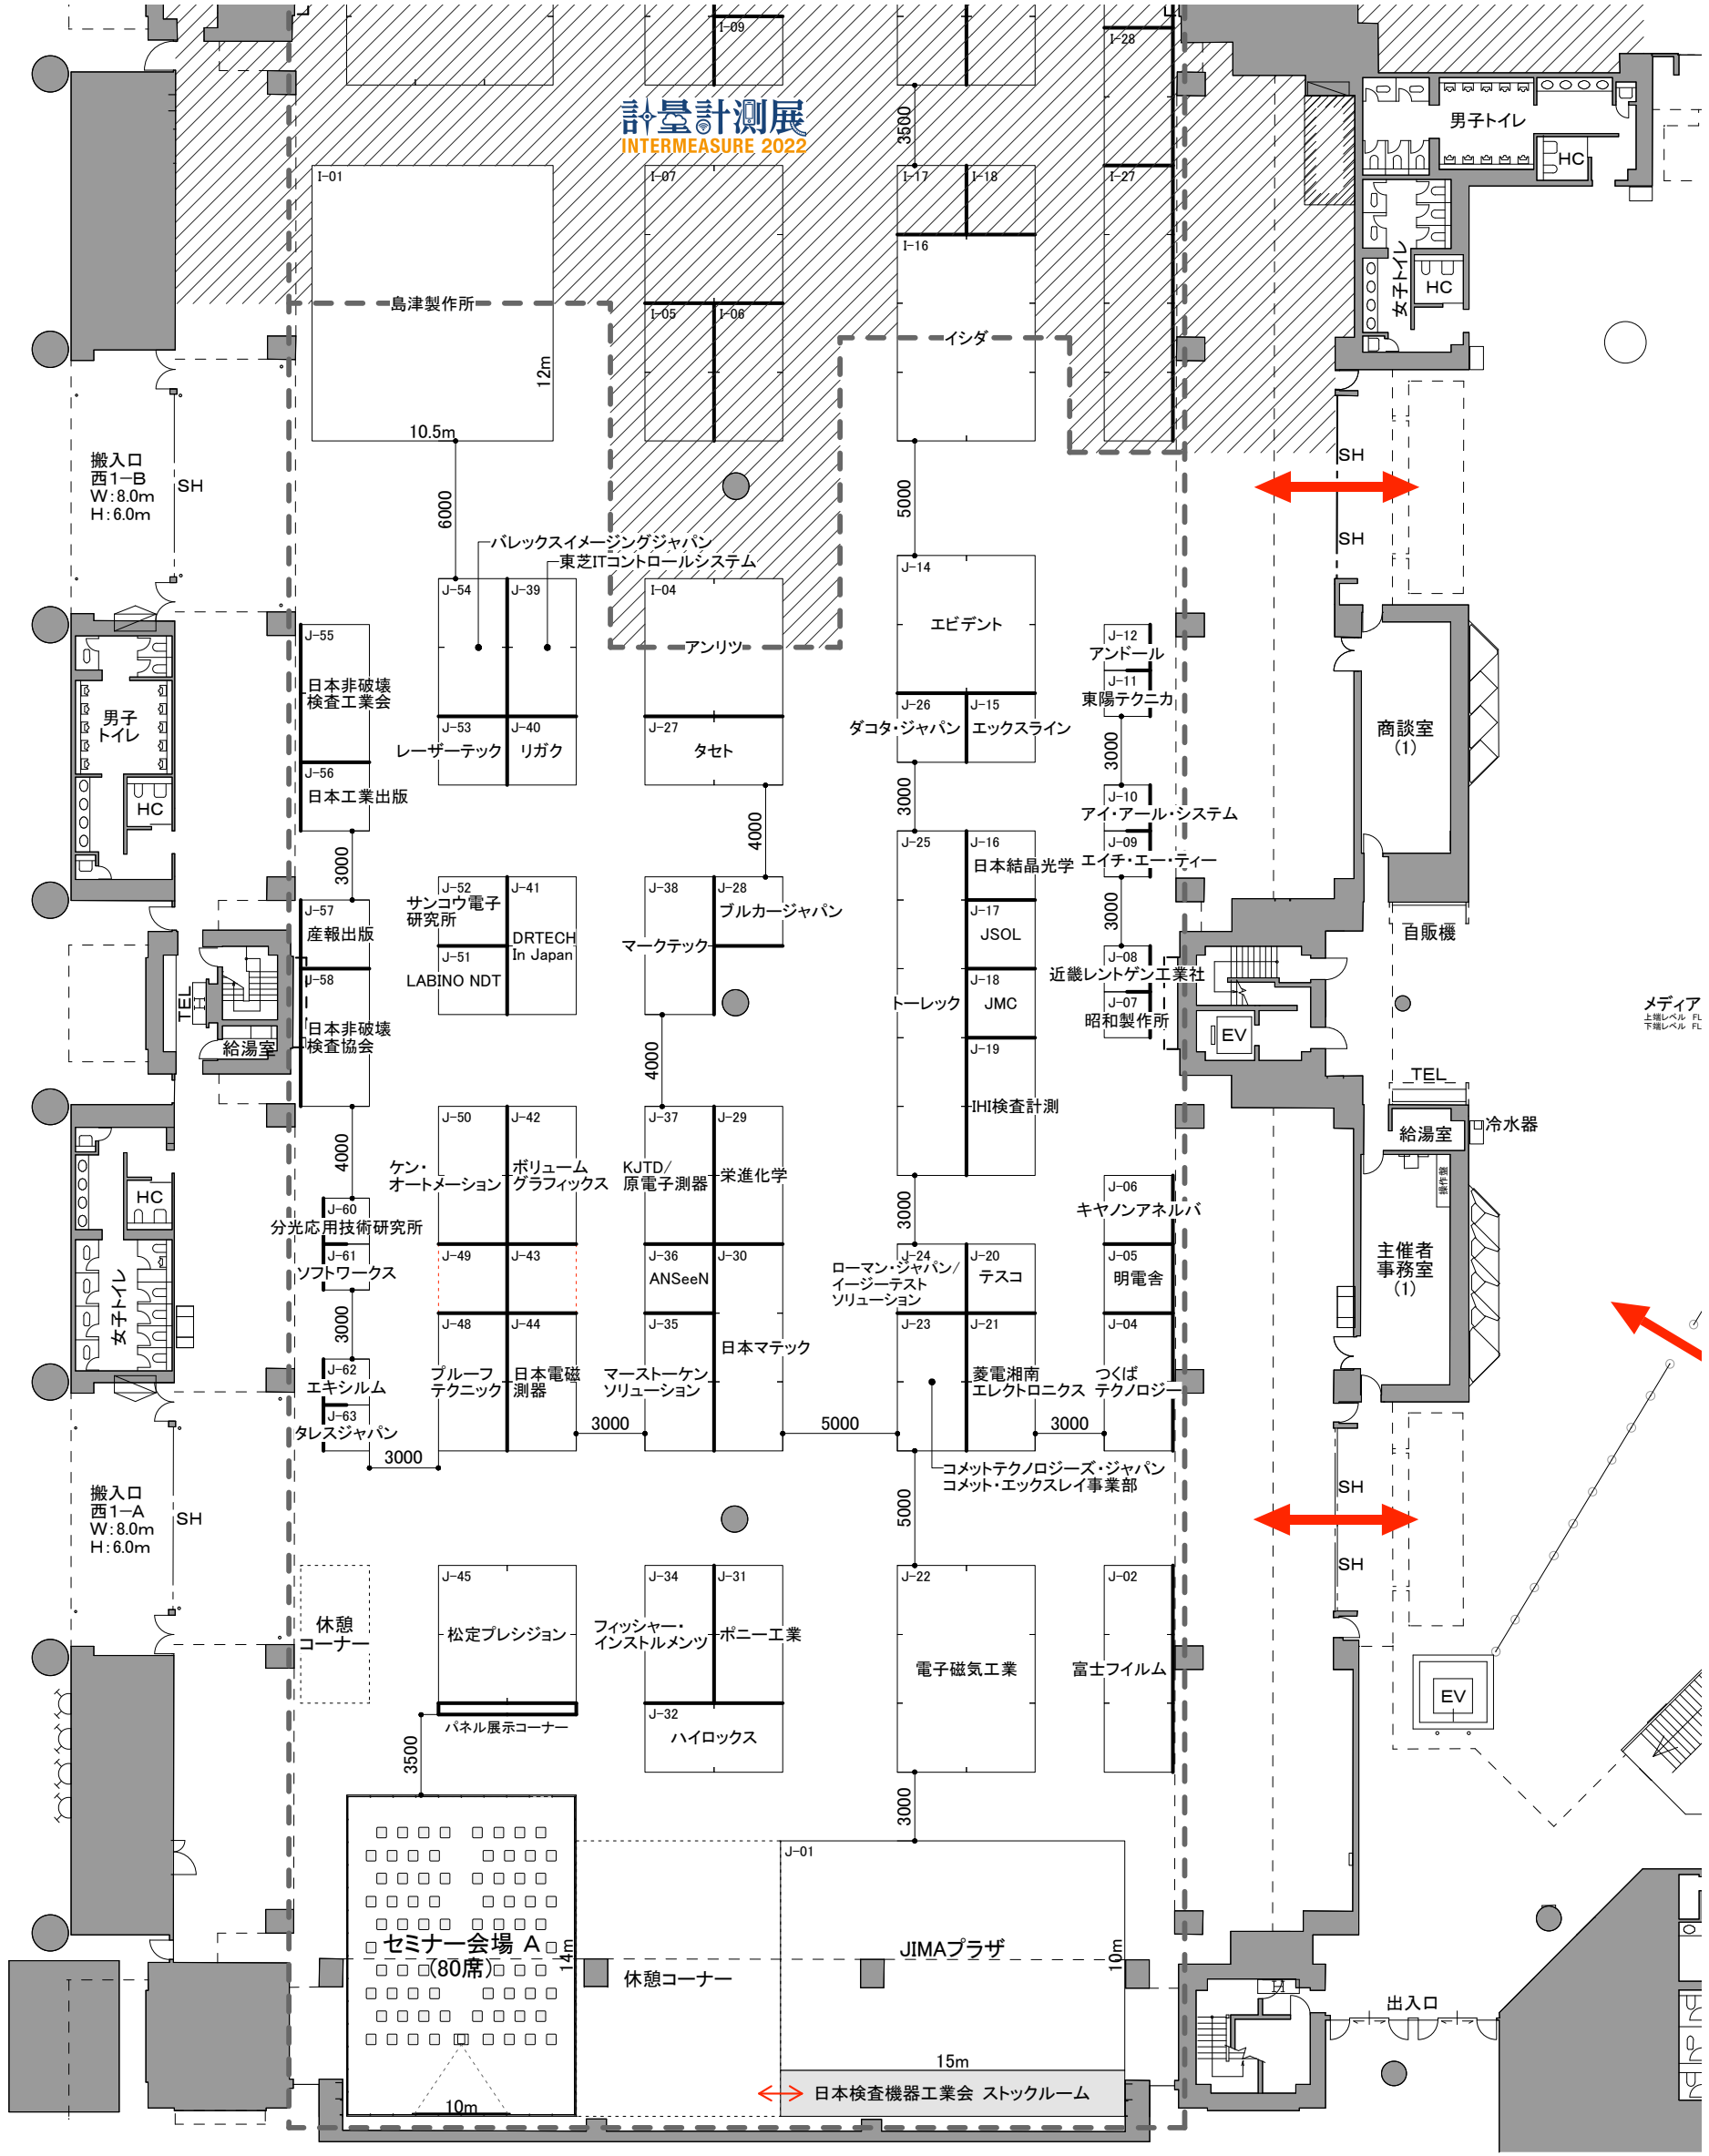 I-09
I-28
計量計測展
INTERMEASURE 2022
3500
男子トイレ
HC
I-01
I-07
I-17
I-18
I-27
I-16
女子トイレ
HC
島津製作所
I-05
I-06
イシダ
12m
10.5m
搬入口
西1-B
W:8.0m
H:6.0m
SH
SH
SH
6000
5000
バレックスイメージングジャパン
東芝ITコントロールシステム
J-54
J-39
I-04
アンリツ
J-14
エビデント
J-55
日本非破壊
検査工業会
J-12
アンドール
J-11
東陽テクニカ
男子
トイレ
HC
J-53
レーザーテック
J-40
リガク
J-27
タセト
J-26
ダコタ・ジャパン
J-15
エックスライン
商談室
(1)
3000
J-56
日本工業出版
3000
4000
3000
J-10
アイ・アール・システム
J-09
エイチ・エー・ティー
J-25
トーレック
J-16
日本結晶光学
3000
J-57
産報出版
J-52
サンコウ電子
研究所
J-41
DRTECH
In Japan
J-38
マークテック
J-28
ブルカージャパン
J-17
JSOL
自販機
J-51
LABINO NDT
J-58
日本非破壊
検査協会
J-18
JMC
J-08
近畿レントゲン工業社
J-07
昭和製作所
TEL
給湯室
EV
メディア
上端レベル FL
下端レベル FL
J-19
IHI検査計測
4000
4000
TEL
給湯室
冷水器
操作盤
J-50
ケン・
オートメーション
J-42
ボリューム
グラフィックス
J-37
KJTD/
原電子測器
J-29
栄進化学
3000
J-06
キヤノンアネルバ
HC
女子トイレ
J-60
分光応用技術研究所
J-61
ソフトワークス
J-49
J-43
J-36
ANSeeN
J-30
日本マテック
J-24
ローマン・ジャパン/
イージーテスト
ソリューション
J-20
テスコ
J-05
明電舎
主催者
事務室
(1)
3000
J-48
プルーフ
テクニック
J-44
日本電磁
測器
J-35
マーストーケン
ソリューション
J-23
J-21
菱電湘南
エレクトロニクス
J-04
つくば
テクノロジー
J-62
エキシルム
J-63
タレスジャパン
3000
3000
5000
3000
コメットテクノロジーズ・ジャパン
コメット・エックスレイ事業部
搬入口
西1-A
W:8.0m
H:6.0m
SH
5000
SH
SH
休憩
コーナー
J-45
松定プレシジョン
パネル展示コーナー
J-34
フィッシャー・
インストルメンツ
J-31
ポニー工業
J-32
ハイロックス
J-22
電子磁気工業
J-02
富士フイルム
EV
3500
3000
J-01
JIMAプラザ
セミナー会場 A
(80席)
14m
10m
休憩コーナー
10m
15m
日本検査機器工業会 ストックルーム
出入口